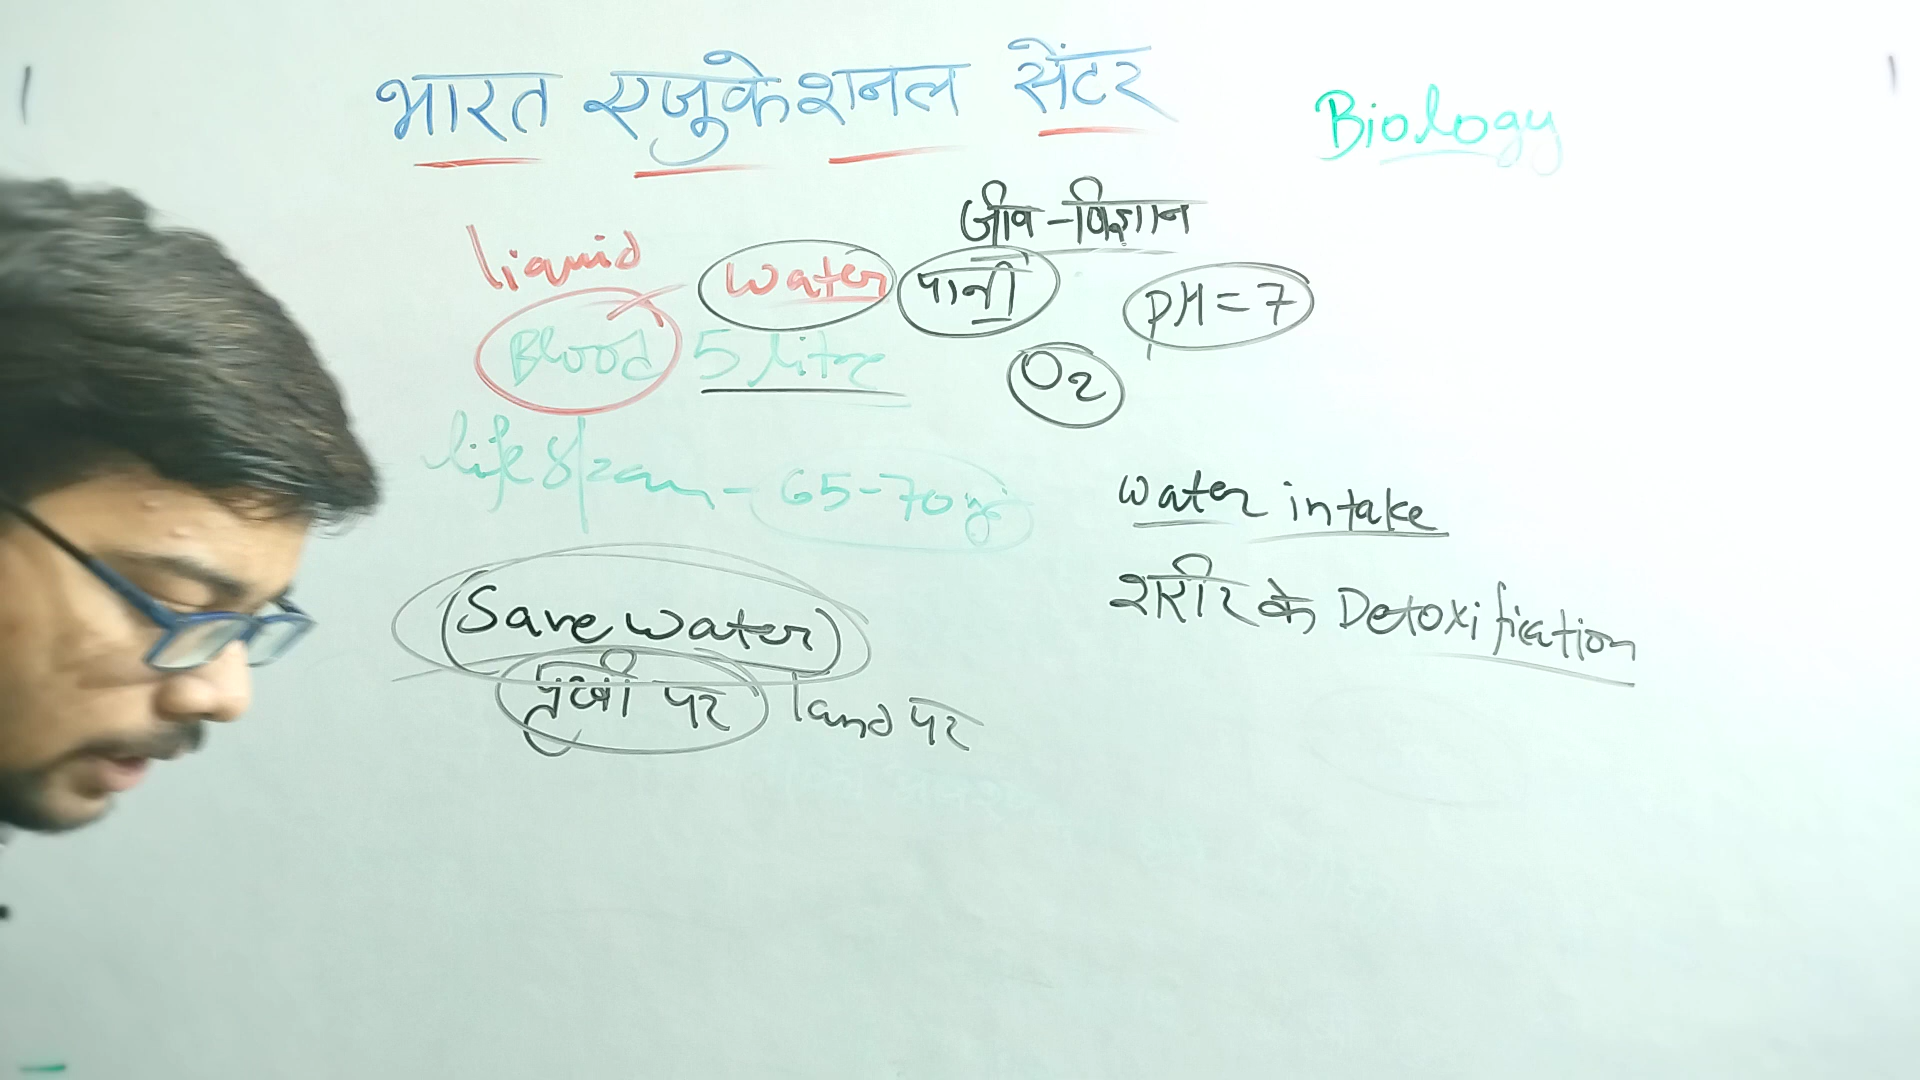 भारत एजुकेशनल सेंटर
Biology
जीव-विज्ञान
liquid
Water पानी
pH = 7
Blood 5 litre
O2
life span - 65-70 yr
water intake
शरीर के Detoxification
Save water
पृथ्वी पर land पर